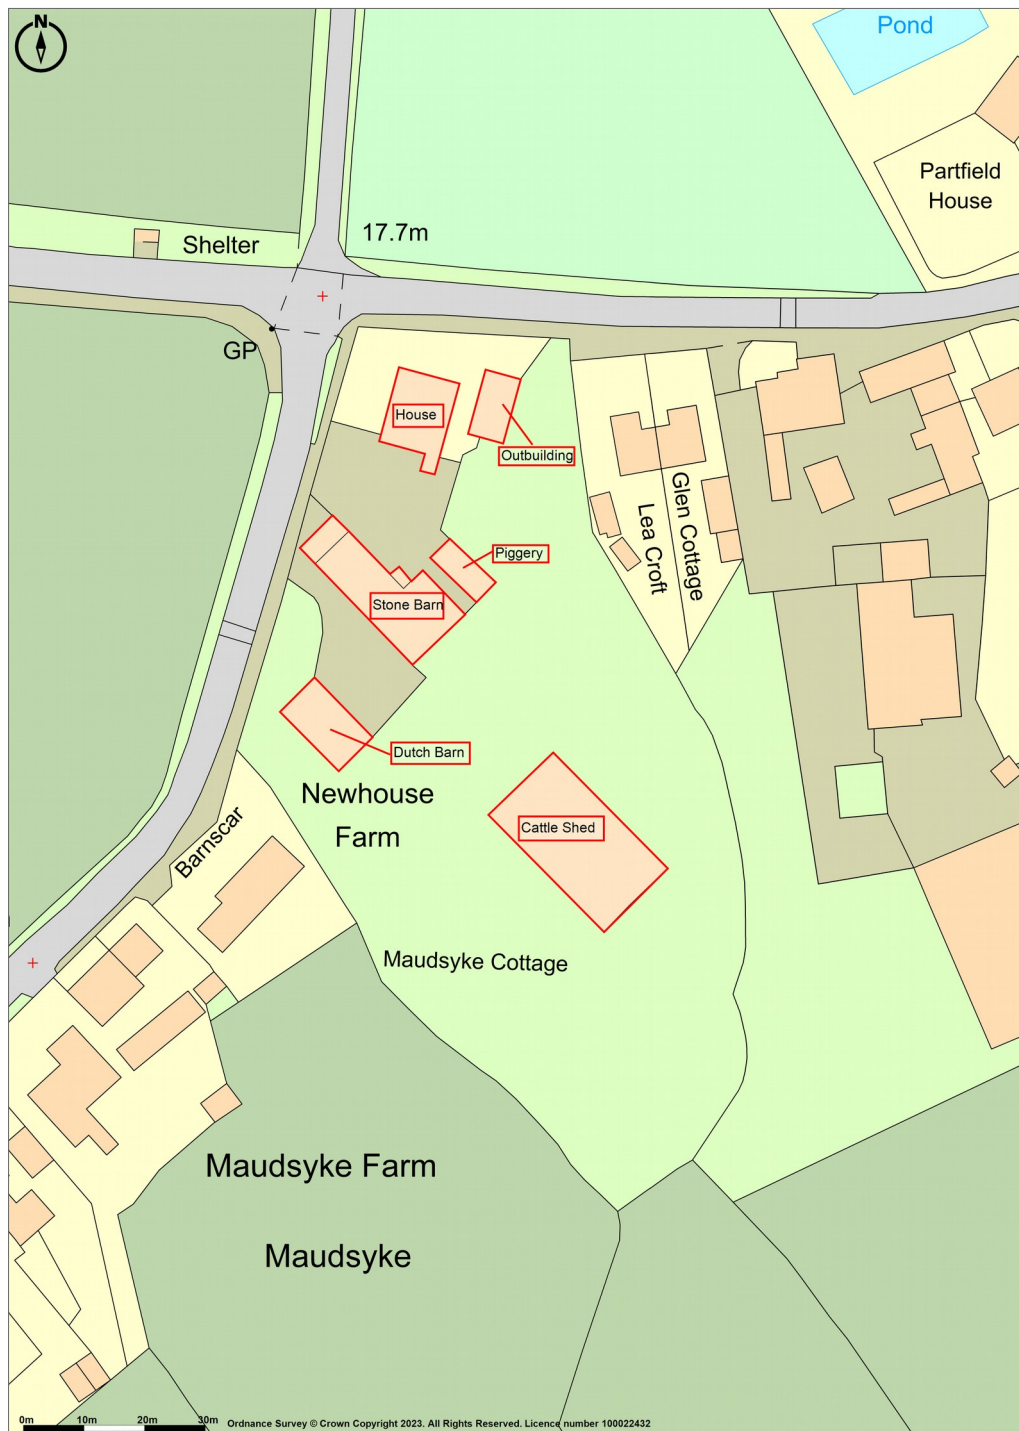 N
Pond
Partfield
House
17.7m
Shelter
GP
House
Outbuilding
Glen Cottage
Lea Croft
Piggery
Stone Barn
Dutch Barn
Newhouse
Farm
Cattle Shed
Barnscar
Maudsyke Cottage
Maudsyke Farm
Maudsyke
0m 10m 20m 30m
Ordnance Survey © Crown Copyright 2023. All Rights Reserved. Licence number 100022432